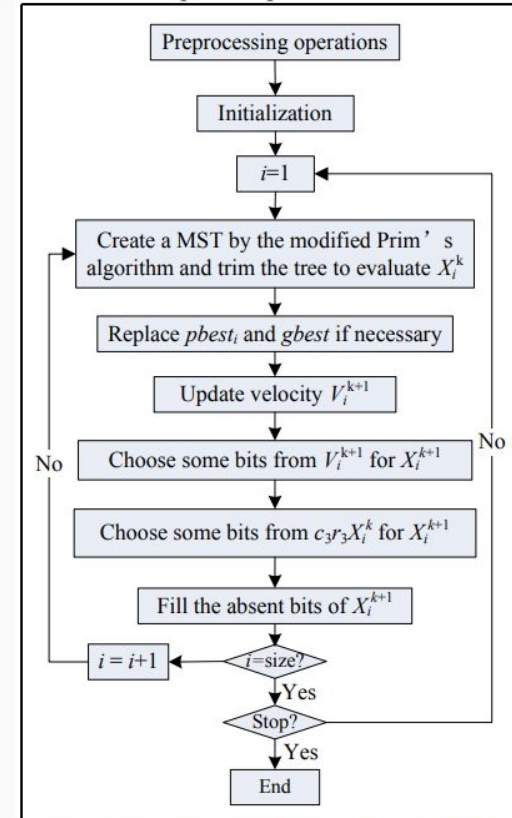 Preprocessing operations
Initialization
i=1
Create a MST by the modified Prim's
algorithm and trim the tree to evaluate X_i^k
Replace pbest_i and gbest if necessary
Update velocity V_i^{k+1}
No
No
Choose some bits from V_i^{k+1} for X_i^{k+1}
Choose some bits from c_3r_3X_i^k for X_i^{k+1}
Fill the absent bits of X_i^{k+1}
i = i+1
i=size?
Yes
Stop?
Yes
End